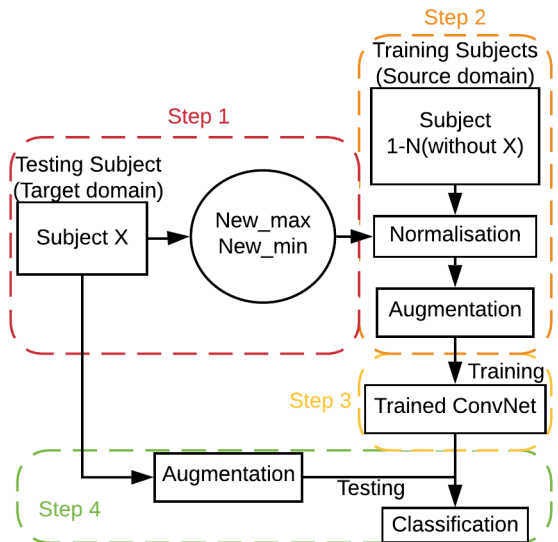 Step 2
Training Subjects
(Source domain)
Subject
1-N(without X)
Step 1
Testing Subject
(Target domain)
Subject X
New_max
New_min
Normalisation
Augmentation
Training
Step 3
Trained ConvNet
Augmentation
Testing
Step 4
Classification